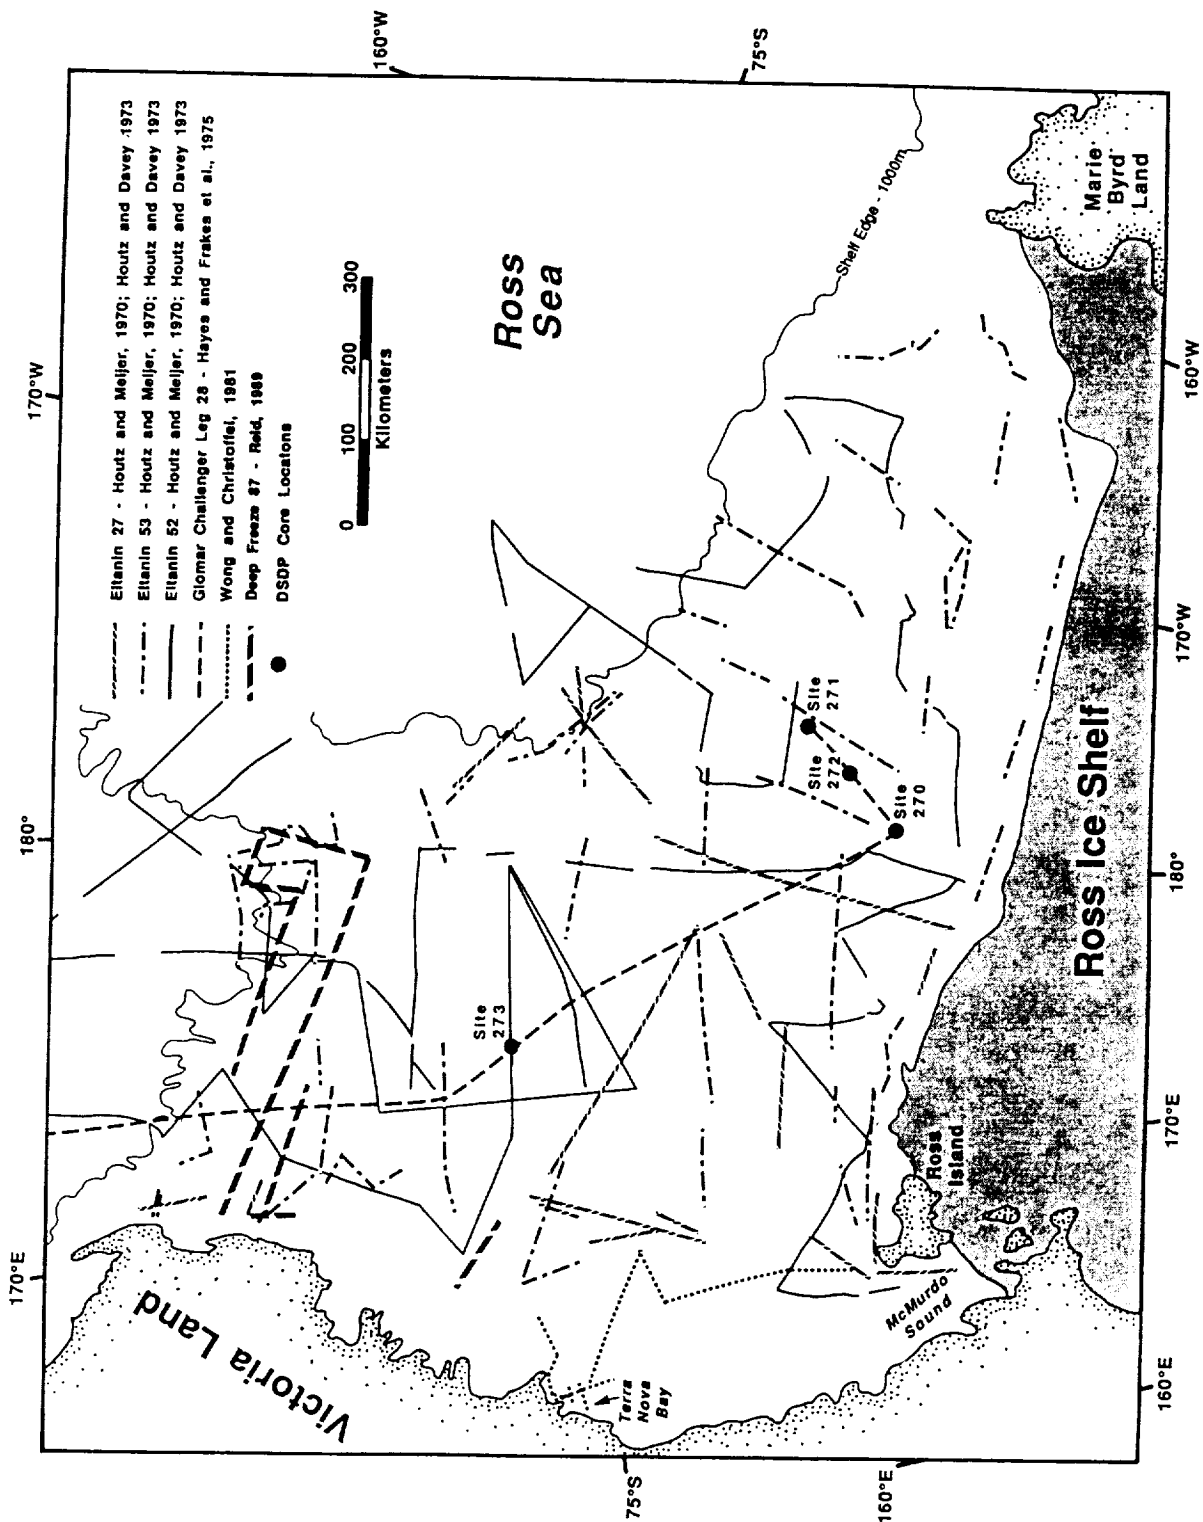 170°W
160°W
75°S
180°
170°E
Eltanin 27 - Houtz and Meijer, 1970; Houtz and Davey 1973
Eltanin 53 - Houtz and Meijer, 1970; Houtz and Davey 1973
Eltanin 52 - Houtz and Meijer, 1970; Houtz and Davey 1973
Glomar Challenger Leg 28 - Hayes and Frakes et al., 1975
Wong and Christoffel, 1981
Deep Freeze 87 - Reid, 1989
DSDP Core Locatons
0 100 200 300
Kilometers
Ross
Sea
Shelf Edge - 1000m
Marie
Byrd
Land
Site
271
Site
272
Site
270
Site
273
Ross Ice Shelf
Ross
Island
McMurdo
Sound
Victoria Land
Terra
Nova
Bay
75°S
160°E
160°E
170°E
180°
170°W
160°W